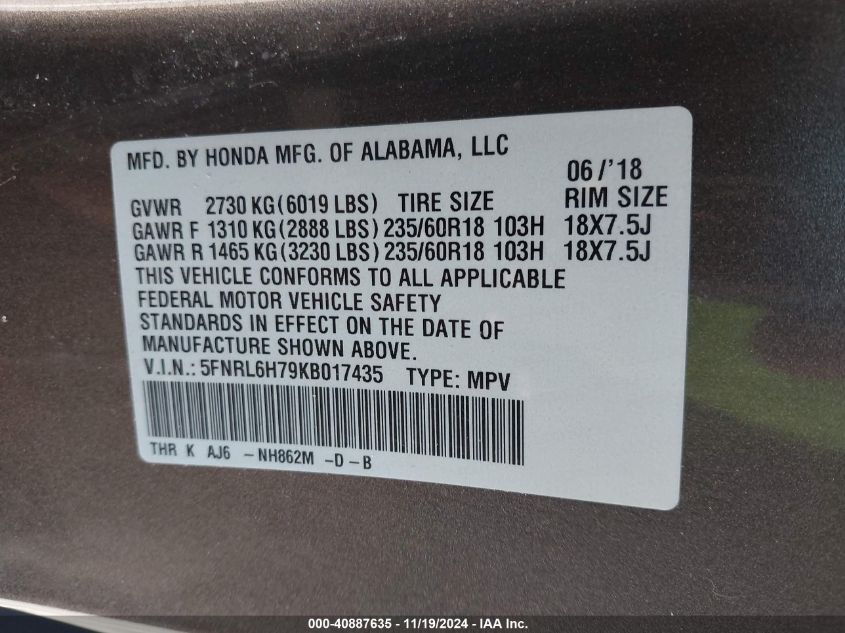 MFD. BY HONDA MFG. OF ALABAMA, LLC
06/'18
GVWR 2730 KG(6019 LBS) TIRE SIZE RIM SIZE
GAWR F 1310 KG(2888 LBS)235/60R18 103H 18X7.5J
GAWR R 1465 KG(3230 LBS)235/60R18 103H 18X7.5J
THIS VEHICLE CONFORMS TO ALL APPLICABLE
FEDERAL MOTOR VEHICLE SAFETY
STANDARDS IN EFFECT ON THE DATE OF
MANUFACTURE SHOWN ABOVE.
V.I.N.: 5FNRL6H79KB017435 TYPE: MPV
THR K AJ6 -NH862M -D-B
000-40887635 - 11/19/2024 - IAA Inc.